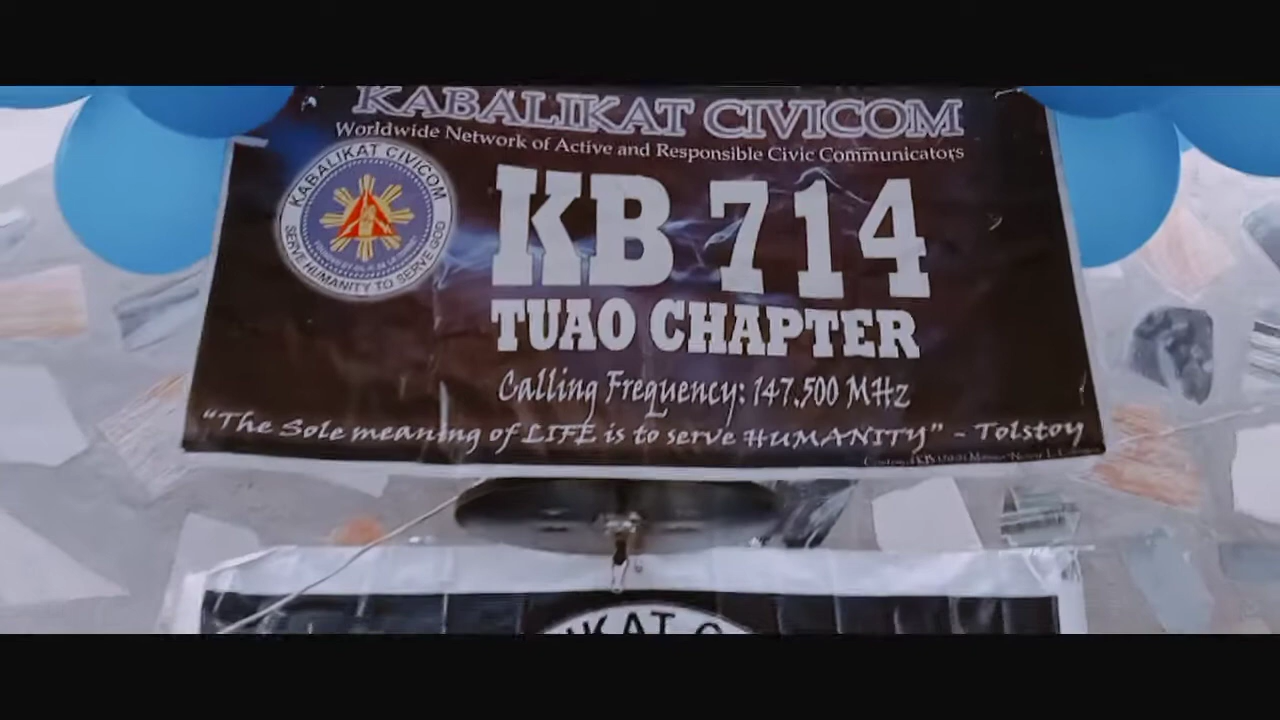 KABALIKAT CIVICOM
Worldwide Network of Active and Responsible Civic Communicators
KABALIKAT CIVICOM
SERVE HUMANITY TO SERVE GOD
KB 714
TUAO CHAPTER
Calling Frequency: 147.500 MHz
"The Sole meaning of LIFE is to serve HUMANITY" - Tolstoy